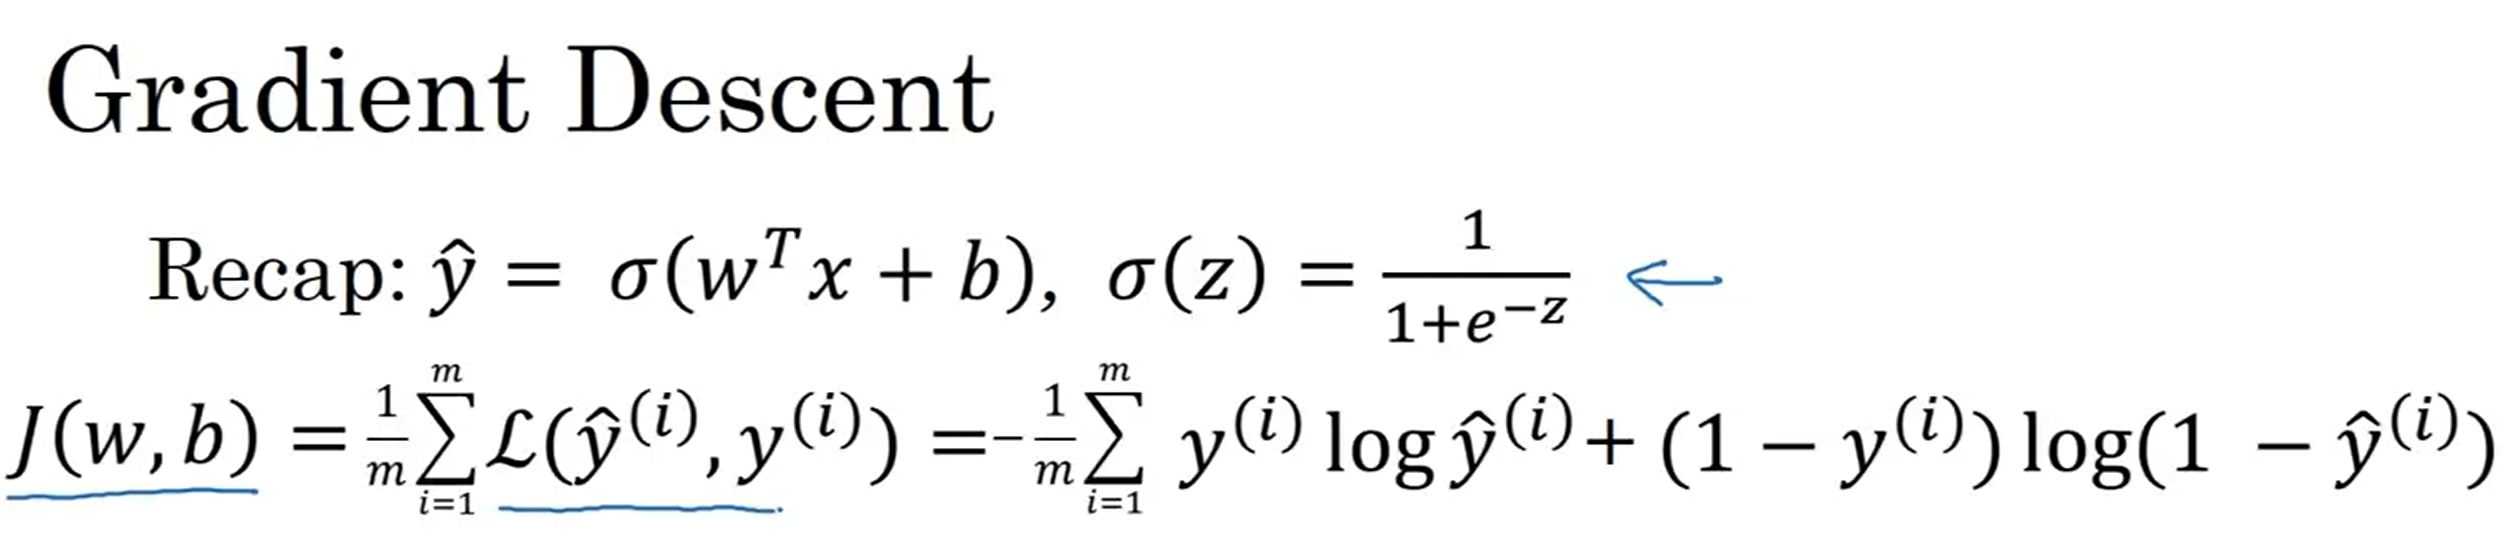 Gradient Descent
Recap: ŷ = σ(wᵀx + b), σ(z) = 1/(1+e⁻ᶻ) ←
J(w, b) = 1/m ∑ᵢ₌₁ᵐ ℒ(ŷ⁽ⁱ⁾, y⁽ⁱ⁾) = −1/m ∑ᵢ₌₁ᵐ y⁽ⁱ⁾ log ŷ⁽ⁱ⁾ + (1 − y⁽ⁱ⁾) log(1 − ŷ⁽ⁱ⁾)